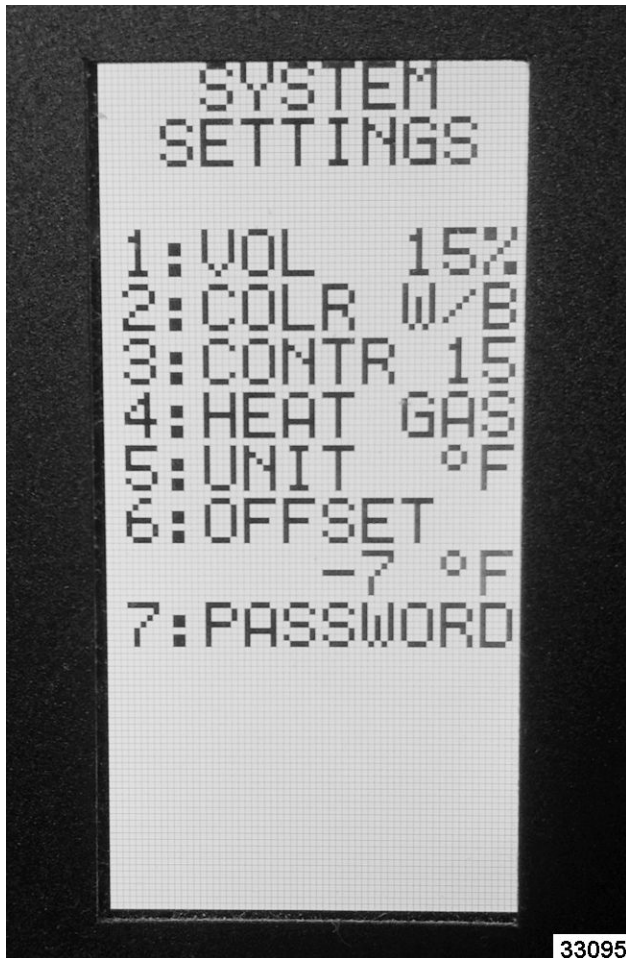 SYSTEM
SETTINGS
1:VOL 15%
2:COLR W/B
3:CONTR 15
4:HEAT GAS
5:UNIT °F
6:OFFSET
-7 °F
7:PASSWORD
33095